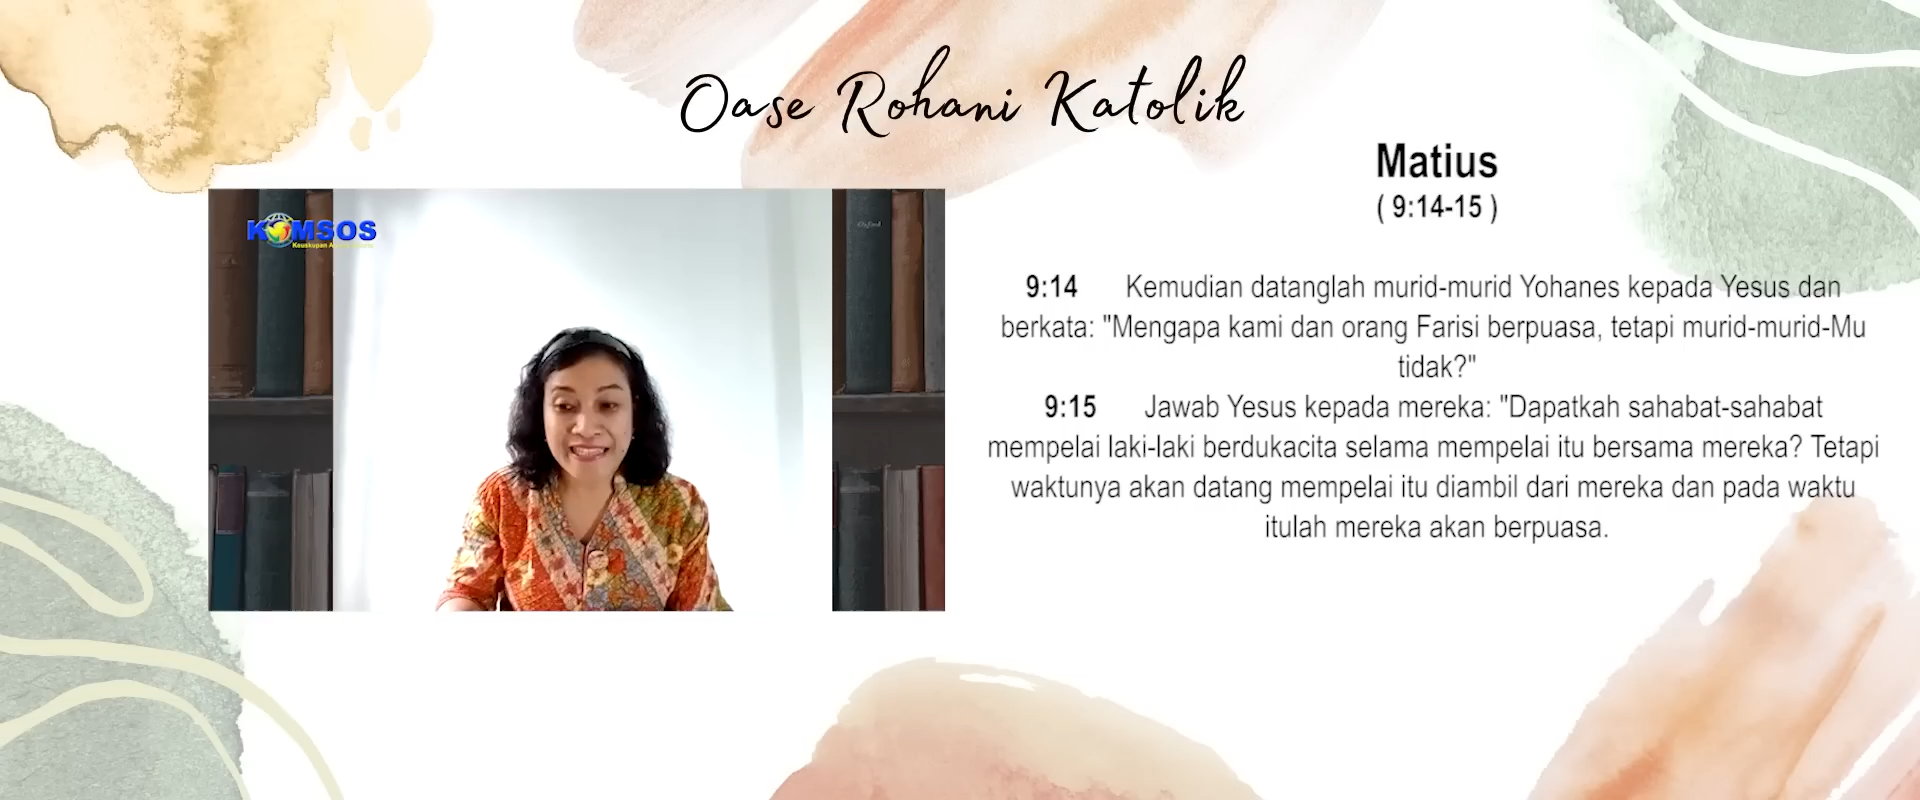 Oase Rohani Katolik
Matius
( 9:14-15 )
KOMSOS
Keuskupan
9:14 Kemudian datanglah murid-murid Yohanes kepada Yesus dan
berkata: "Mengapa kami dan orang Farisi berpuasa, tetapi murid-murid-Mu
tidak?"
9:15 Jawab Yesus kepada mereka: "Dapatkah sahabat-sahabat
mempelai laki-laki berdukacita selama mempelai itu bersama mereka? Tetapi
waktunya akan datang mempelai itu diambil dari mereka dan pada waktu
itulah mereka akan berpuasa.